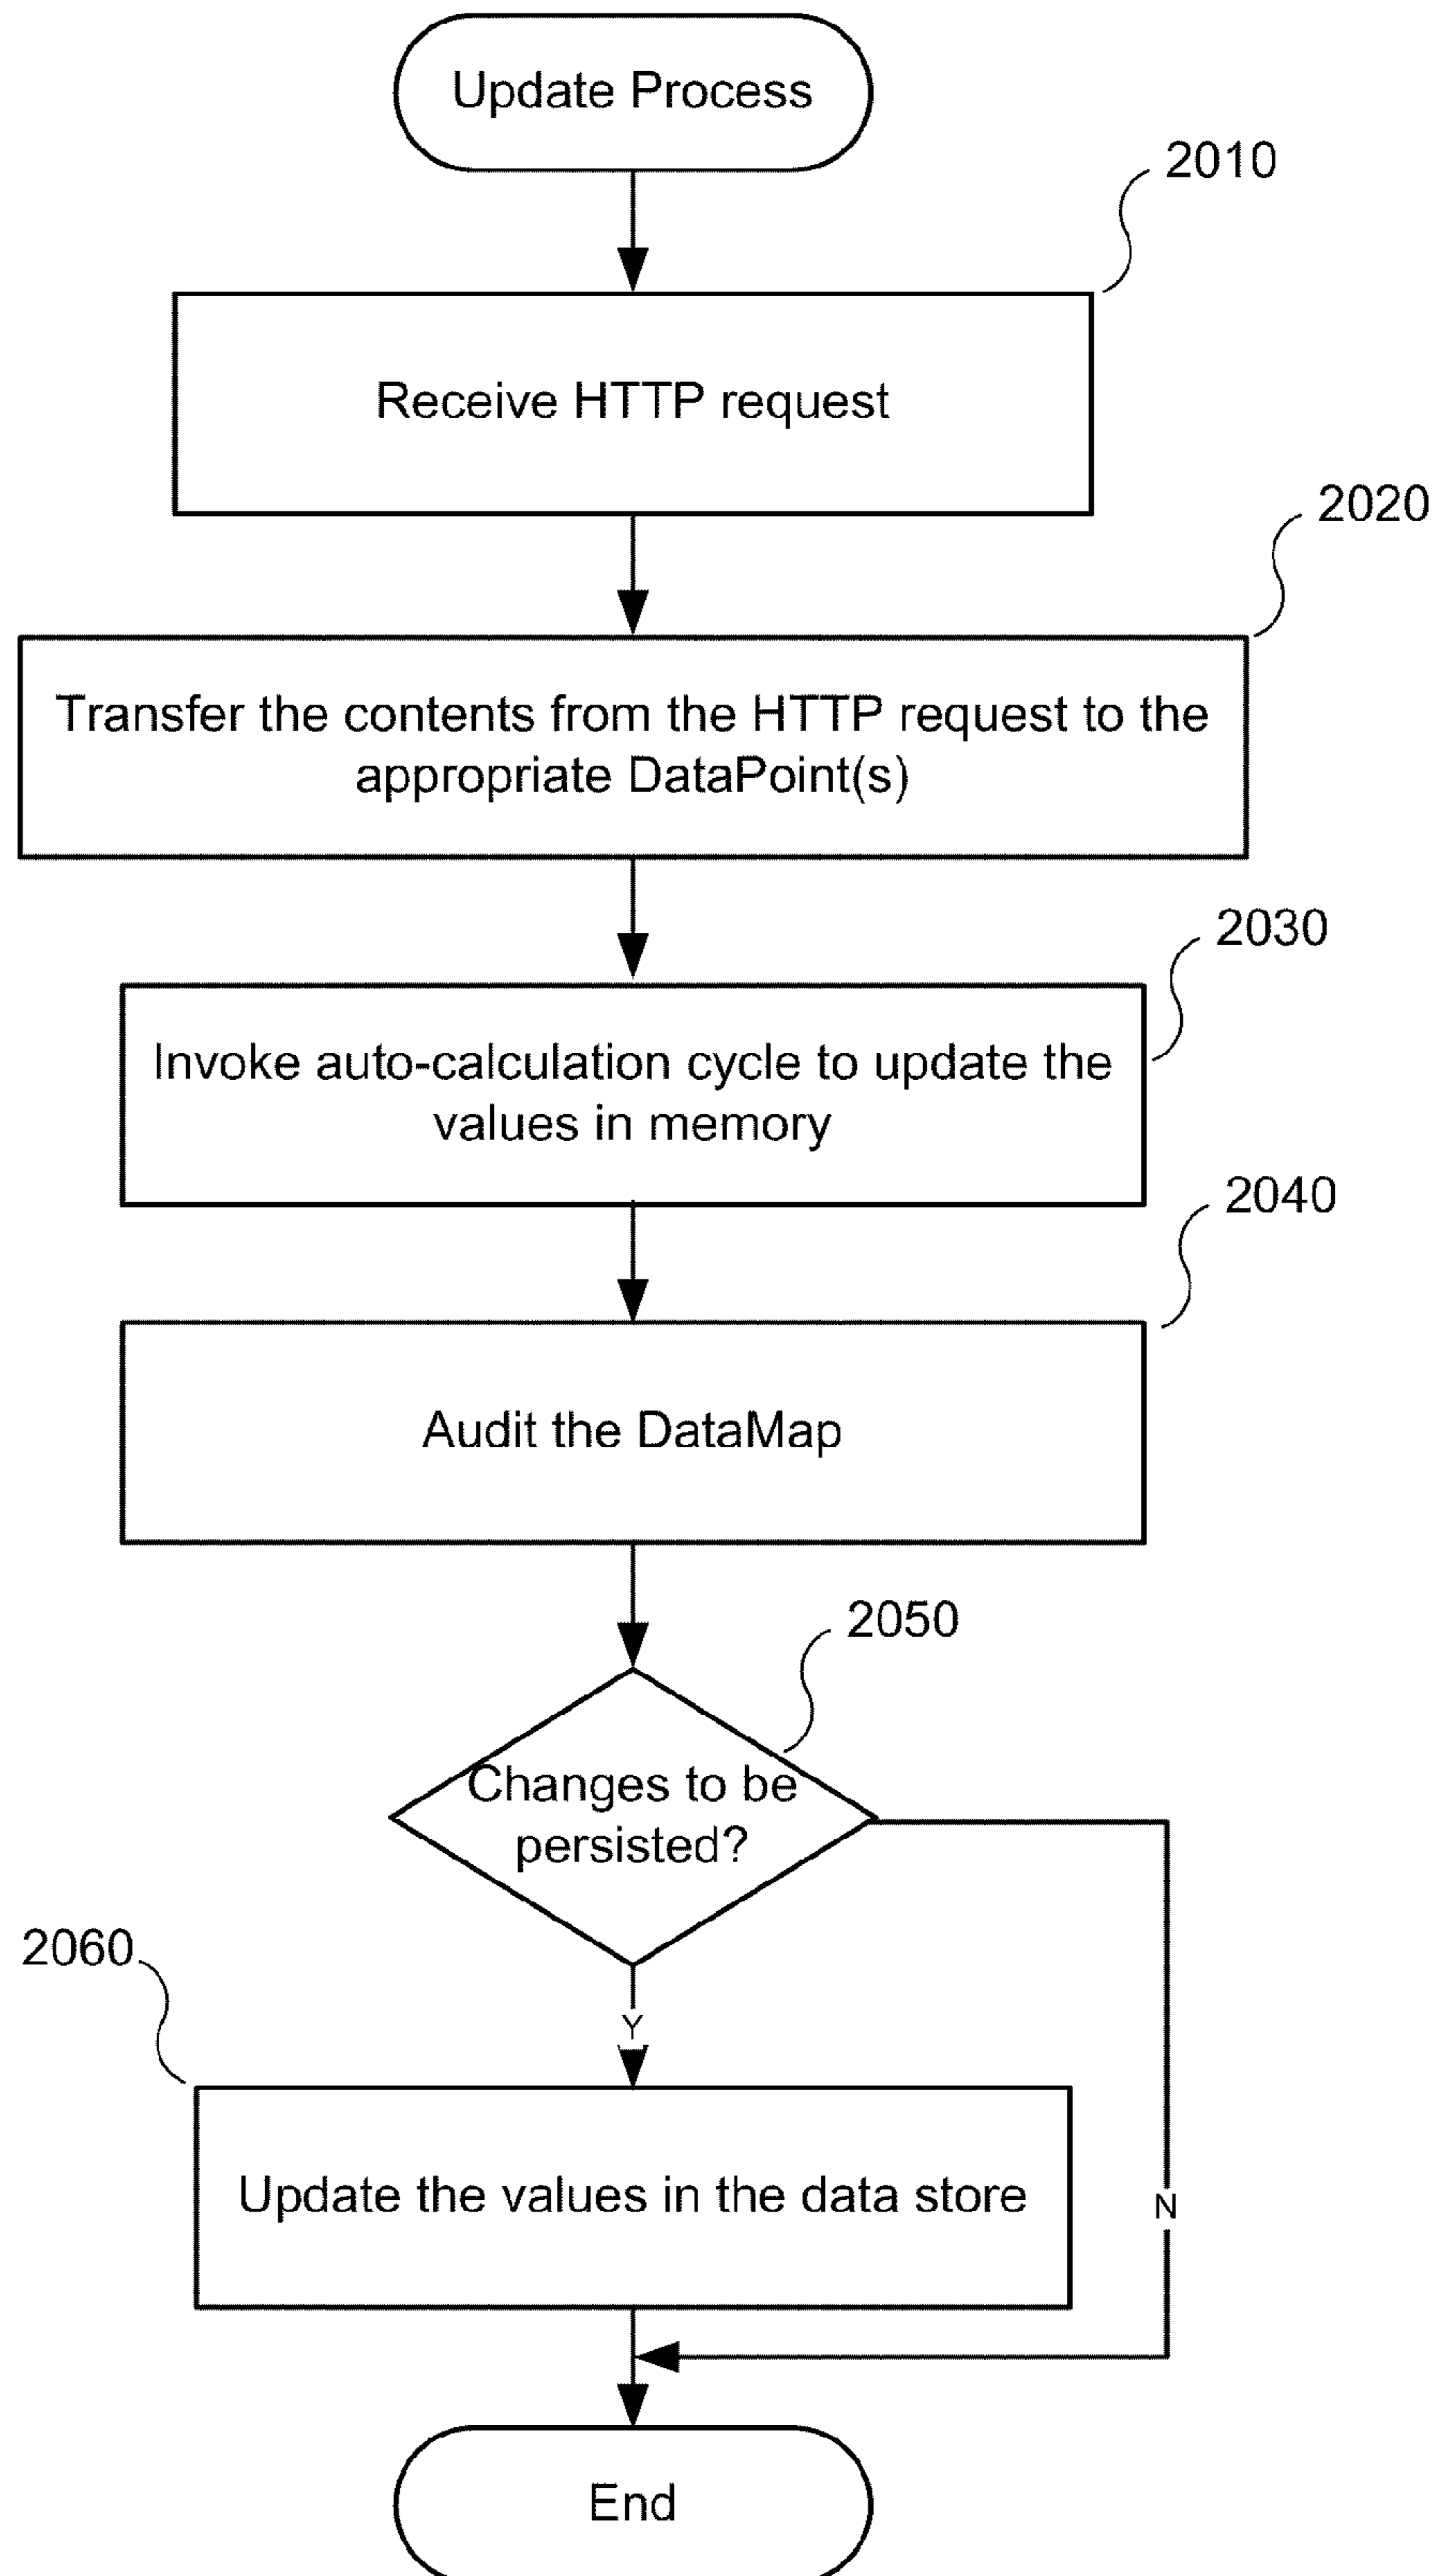 Update Process
2010
Receive HTTP request
2020
Transfer the contents from the HTTP request to the
appropriate DataPoint(s)
2030
Invoke auto-calculation cycle to update the
values in memory
2040
Audit the DataMap
2050
Changes to be
persisted?
2060
Y
Update the values in the data store
N
End